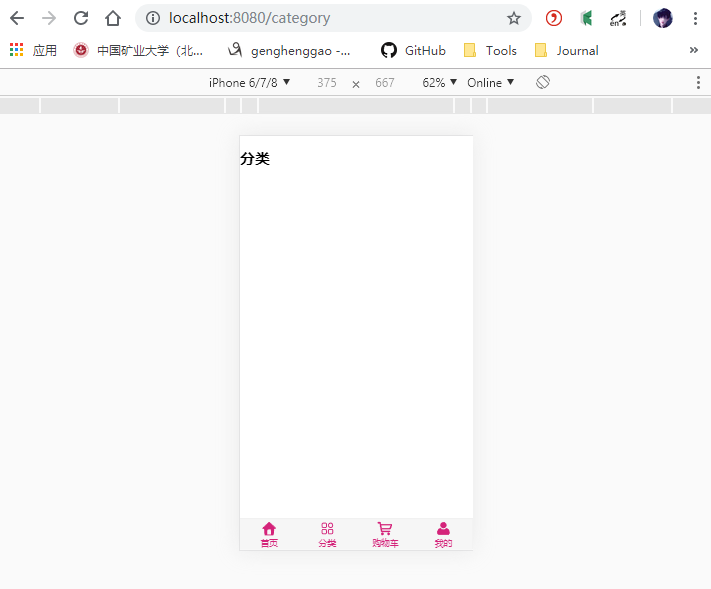 localhost:8080/category
应用 中国矿业大学（北... genghenggao -... GitHub Tools Journal »
iPhone 6/7/8 375 × 667 62% Online
分类
首页 分类 购物车 我的